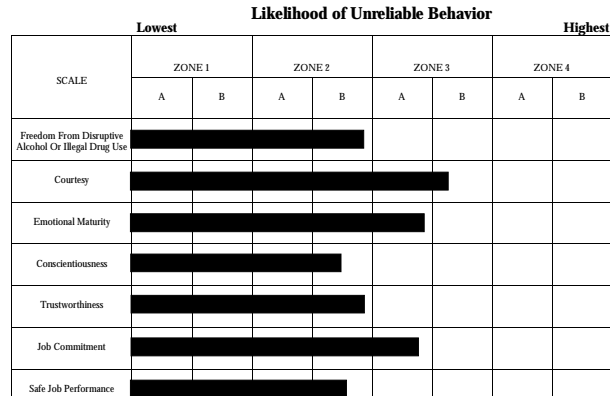 Likelihood of Unreliable Behavior
Lowest Highest
SCALE
ZONE 1 ZONE 2 ZONE 3 ZONE 4
A B A B A B A B
Freedom From Disruptive
Alcohol Or Illegal Drug Use
Courtesy
Emotional Maturity
Conscientiousness
Trustworthiness
Job Commitment
Safe Job Performance